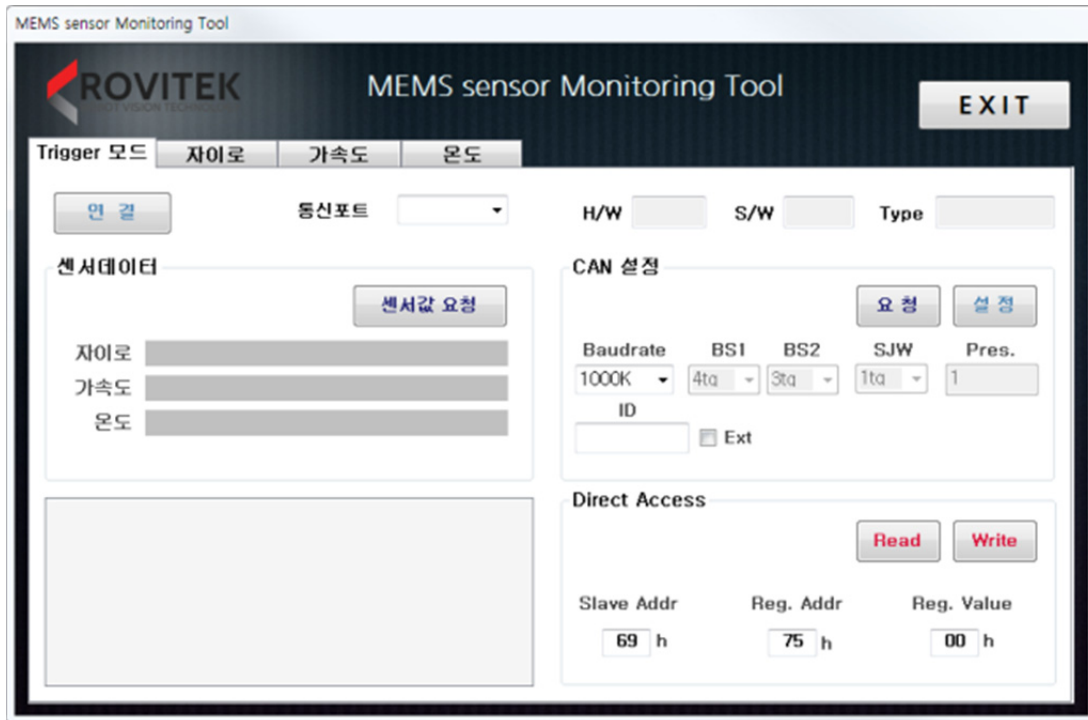 MEMS sensor Monitoring Tool
ROVITEK
MEMS sensor Monitoring Tool
EXIT
Trigger 모드 자이로 가속도 온도
연 결 통신포트 H/W S/W Type
센서데이터
센서값 요청
자이로
가속도
온도
CAN 설정
요 청 설 정
Baudrate BS1 BS2 SJW Pres.
1000K 4tq 3tq 1tq 1
ID
Ext
Direct Access
Read Write
Slave Addr Reg. Addr Reg. Value
69 h 75 h 00 h